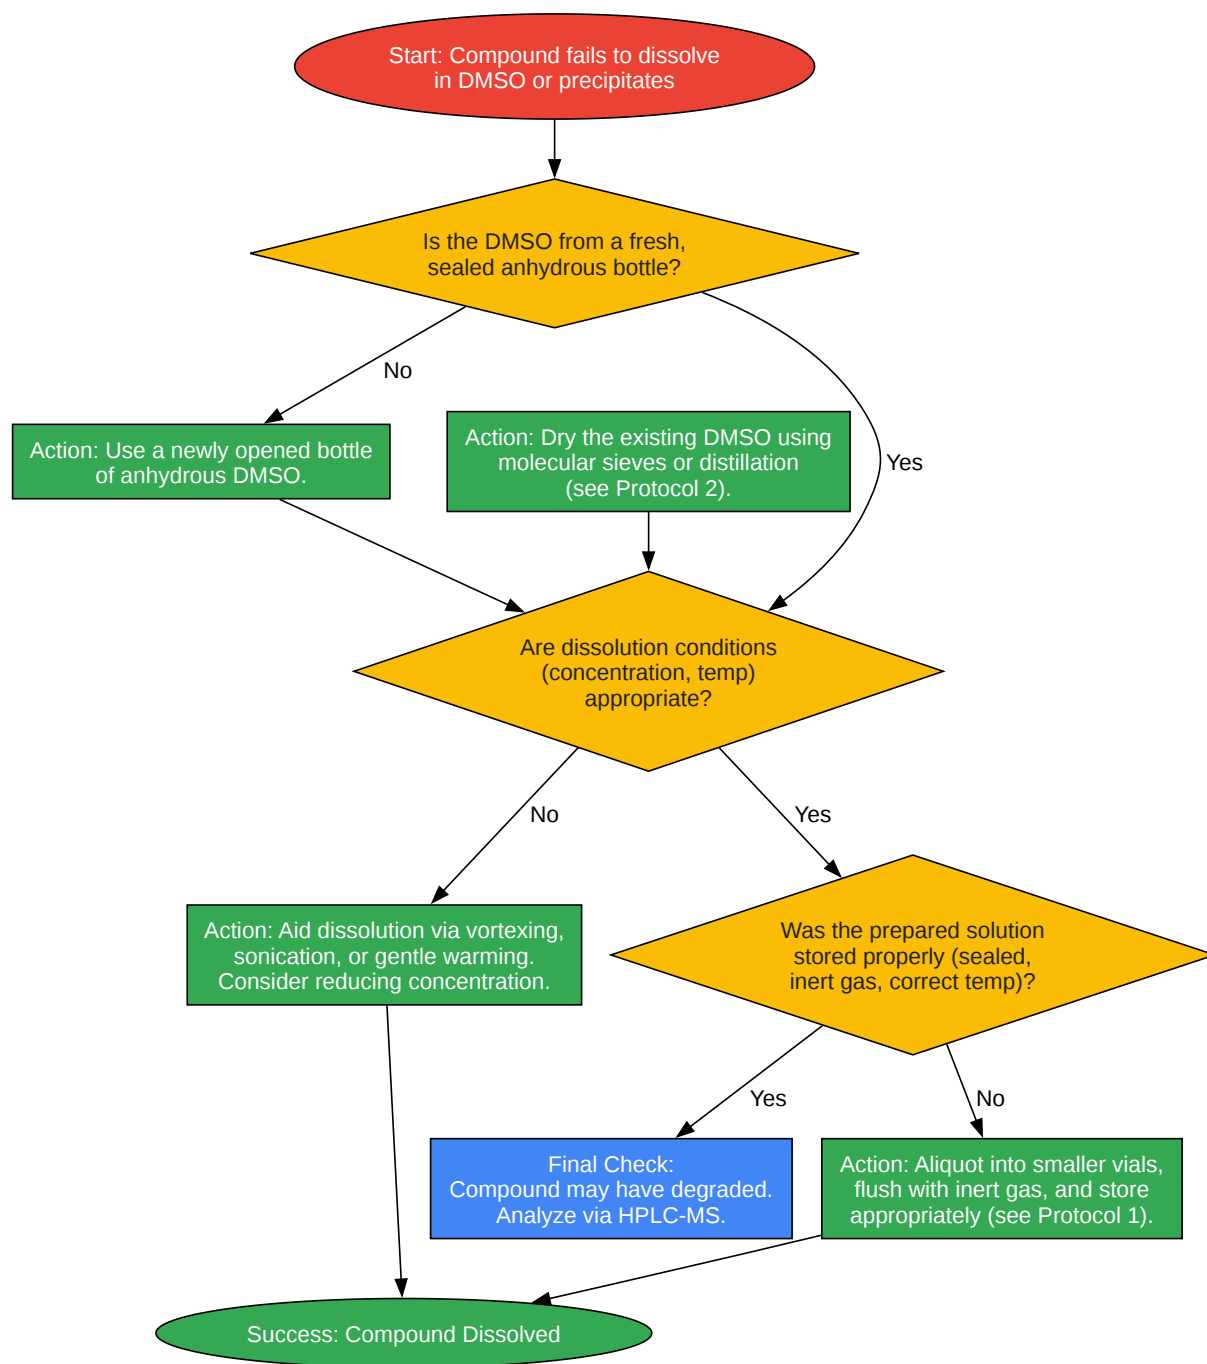 Start: Compound fails to dissolve
in DMSO or precipitates
Is the DMSO from a fresh,
sealed anhydrous bottle?
No
Yes
Action: Use a newly opened bottle
of anhydrous DMSO.
Action: Dry the existing DMSO using
molecular sieves or distillation
(see Protocol 2).
Are dissolution conditions
(concentration, temp)
appropriate?
No
Yes
Action: Aid dissolution via vortexing,
sonication, or gentle warming.
Consider reducing concentration.
Was the prepared solution
stored properly (sealed,
inert gas, correct temp)?
Yes
No
Final Check:
Compound may have degraded.
Analyze via HPLC-MS.
Action: Aliquot into smaller vials,
flush with inert gas, and store
appropriately (see Protocol 1).
Success: Compound Dissolved